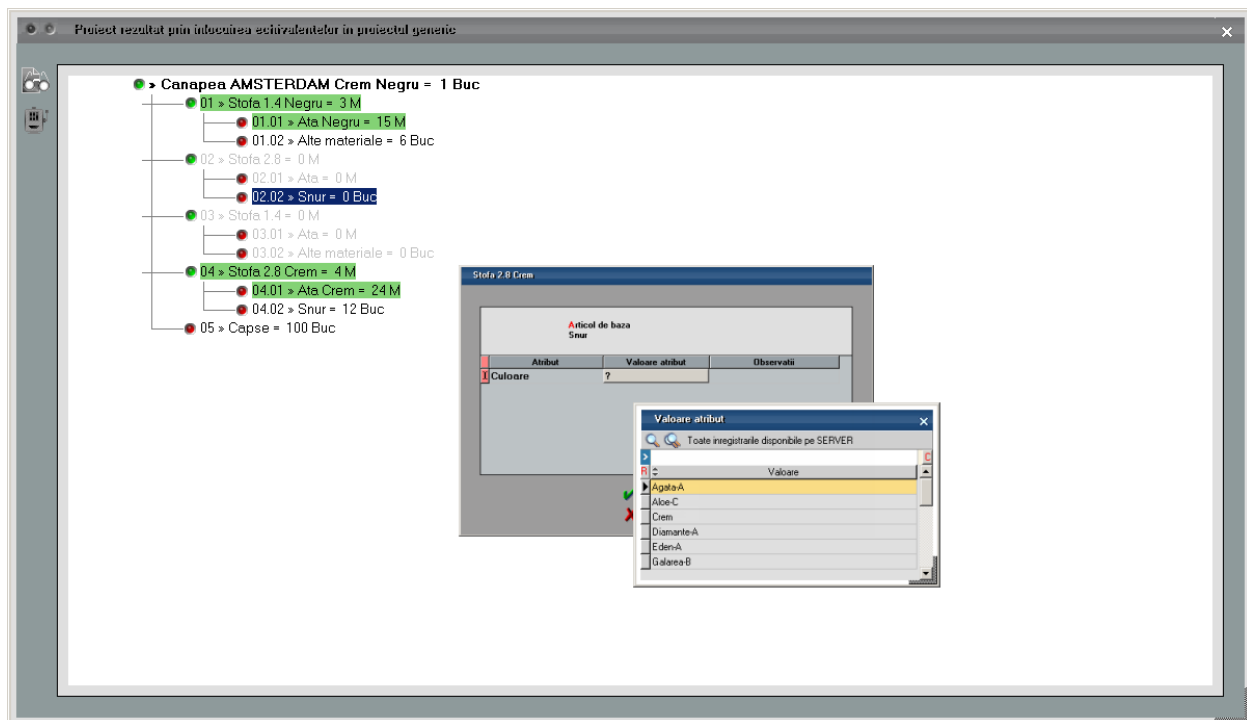 Proiect rezultat prin inlocuirea echivalentelor in proiectul generic
» Canapea AMSTERDAM Crem Negru = 1 Buc
01 » Stofa 1.4 Negru = 3 M
01.01 » Ata Negru = 15 M
01.02 » Alte materiale = 6 Buc
02 » Stofa 2.8 = 0 M
02.01 » Ata = 0 M
02.02 » Snur = 0 Buc
03 » Stofa 1.4 = 0 M
03.01 » Ata = 0 M
03.02 » Alte materiale = 0 Buc
04 » Stofa 2.8 Crem = 4 M
04.01 » Ata Crem = 24 M
04.02 » Snur = 12 Buc
05 » Capse = 100 Buc
Stofa 2.8 Crem
Articol de baza
Snur
Atribut Valoare atribut Observatii
I Culoare ?
Valoare atribut
Toate inregistrarile disponibile pe SERVER
C
R Valoare
Agata-A
Aloe-C
Crem
Diamante-A
Eden-A
Galarea-B